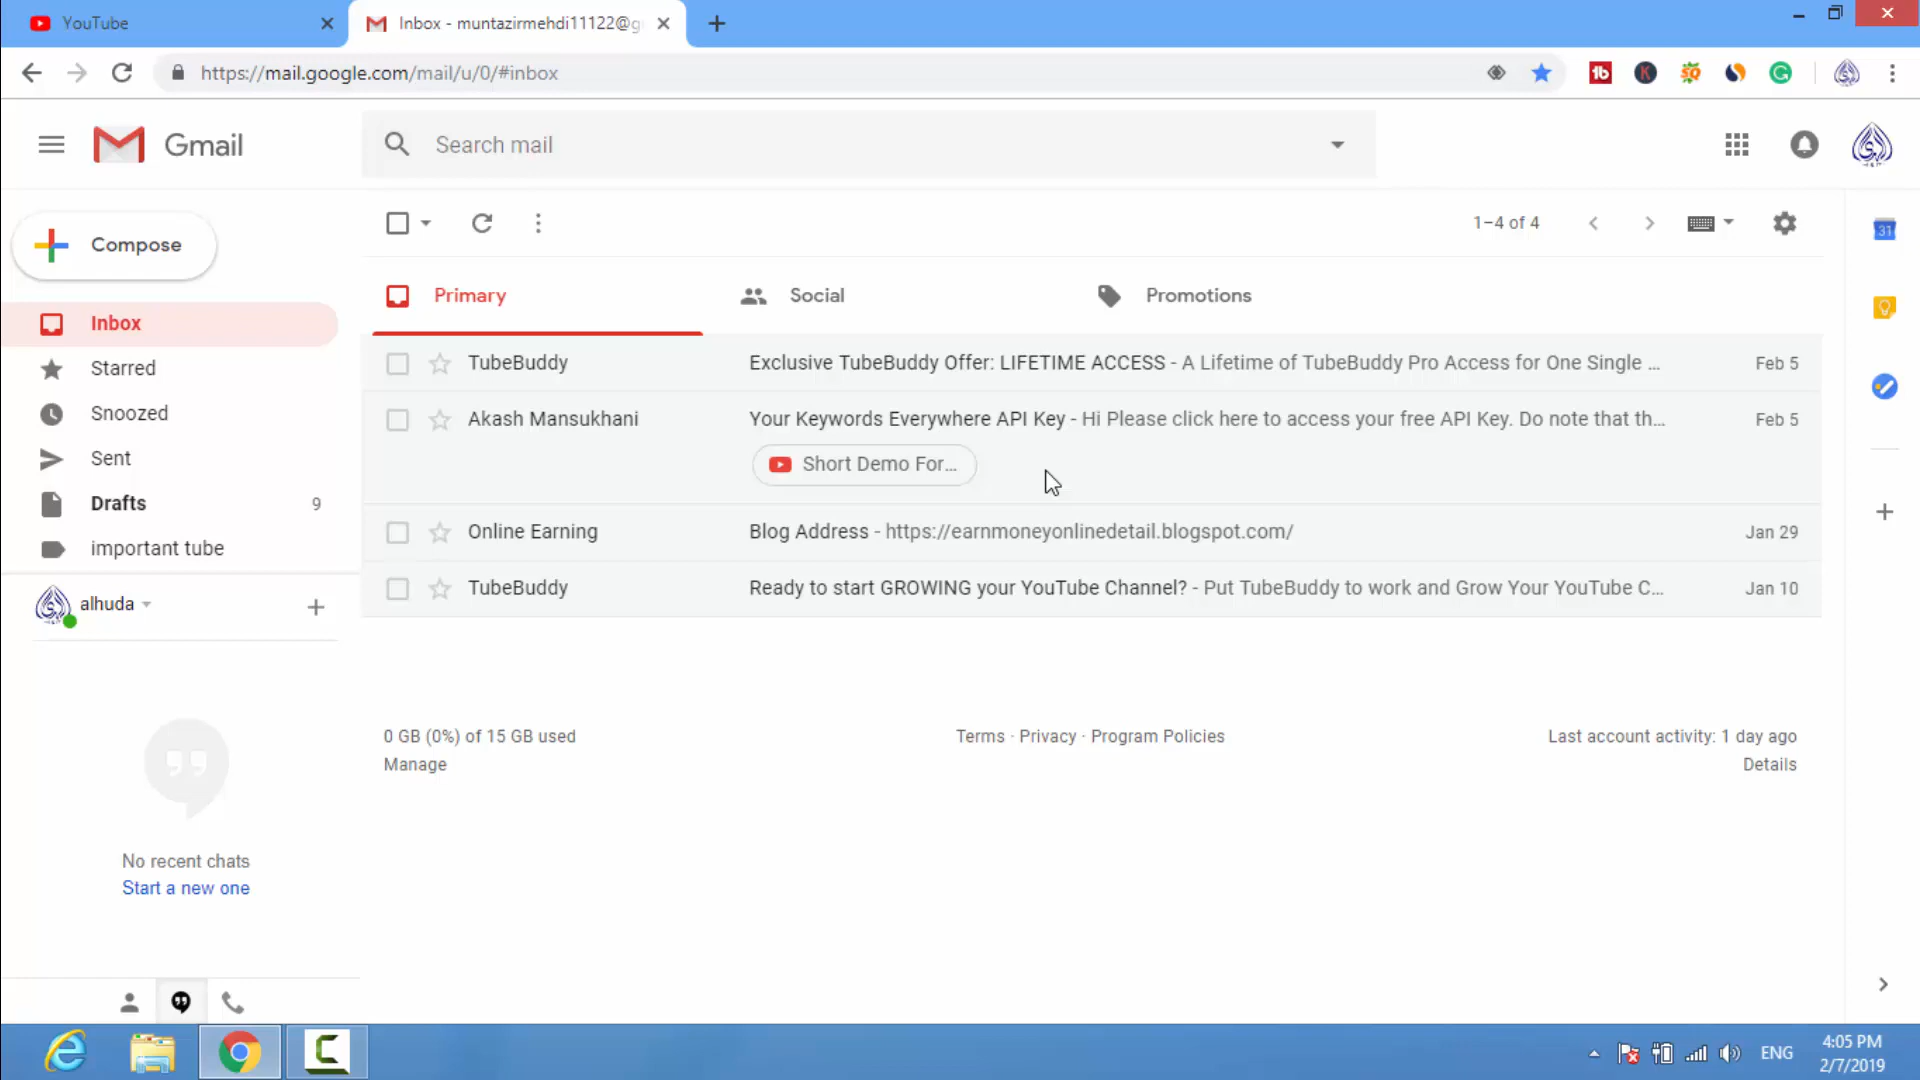 YouTube
Inbox - muntazirmehdi11122@g
https://mail.google.com/mail/u/0/#inbox
Gmail
Search mail
Compose
1–4 of 4
31
Primary
Social
Promotions
Inbox
Starred
Snoozed
Sent
Drafts 9
important tube
TubeBuddy Exclusive TubeBuddy Offer: LIFETIME ACCESS - A Lifetime of TubeBuddy Pro Access for One Single ... Feb 5
Akash Mansukhani Your Keywords Everywhere API Key - Hi Please click here to access your free API Key. Do note that th... Feb 5
Short Demo For...
Online Earning Blog Address - https://earnmoneyonlinedetail.blogspot.com/ Jan 29
TubeBuddy Ready to start GROWING your YouTube Channel? - Put TubeBuddy to work and Grow Your YouTube C... Jan 10
alhuda
0 GB (0%) of 15 GB used
Manage
Terms · Privacy · Program Policies
Last account activity: 1 day ago
Details
No recent chats
Start a new one
ENG
4:05 PM
2/7/2019